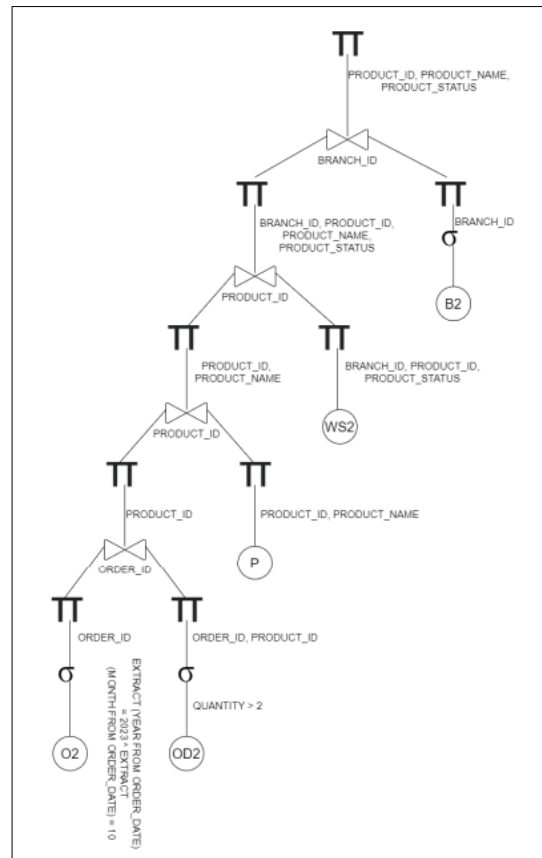 π
PRODUCT_ID, PRODUCT_NAME,
PRODUCT_STATUS
BRANCH_ID
π
π
BRANCH_ID, PRODUCT_ID,
PRODUCT_NAME,
PRODUCT_STATUS
BRANCH_ID
σ
B2
PRODUCT_ID
π
π
PRODUCT_ID,
PRODUCT_NAME
BRANCH_ID, PRODUCT_ID,
PRODUCT_STATUS
WS2
PRODUCT_ID
π
π
PRODUCT_ID
PRODUCT_ID, PRODUCT_NAME
P
ORDER_ID
π
π
ORDER_ID
ORDER_ID, PRODUCT_ID
σ
EXTRACT (YEAR FROM ORDER_DATE)
= 2023 ^ EXTRACT
(MONTH FROM ORDER_DATE) = 10
σ
QUANTITY > 2
O2
OD2